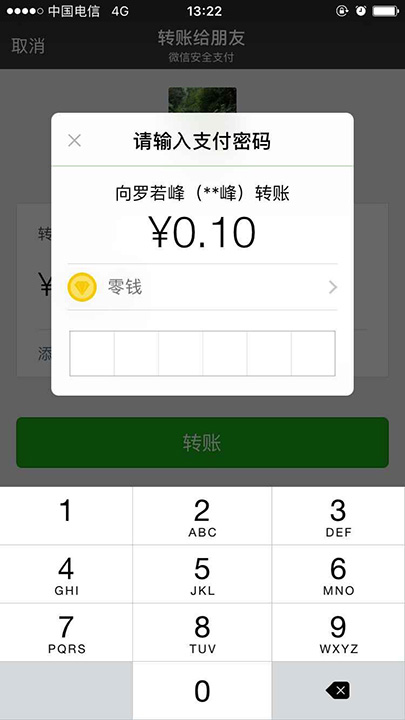 中国电信 4G 13:22
取消 转账给朋友
微信安全支付
请输入支付密码
向罗若峰（**峰）转账
¥0.10
转
¥
零钱
添
转账
1 2 3
ABC DEF
4 5 6
GHI JKL MNO
7 8 9
PQRS TUV WXYZ
0